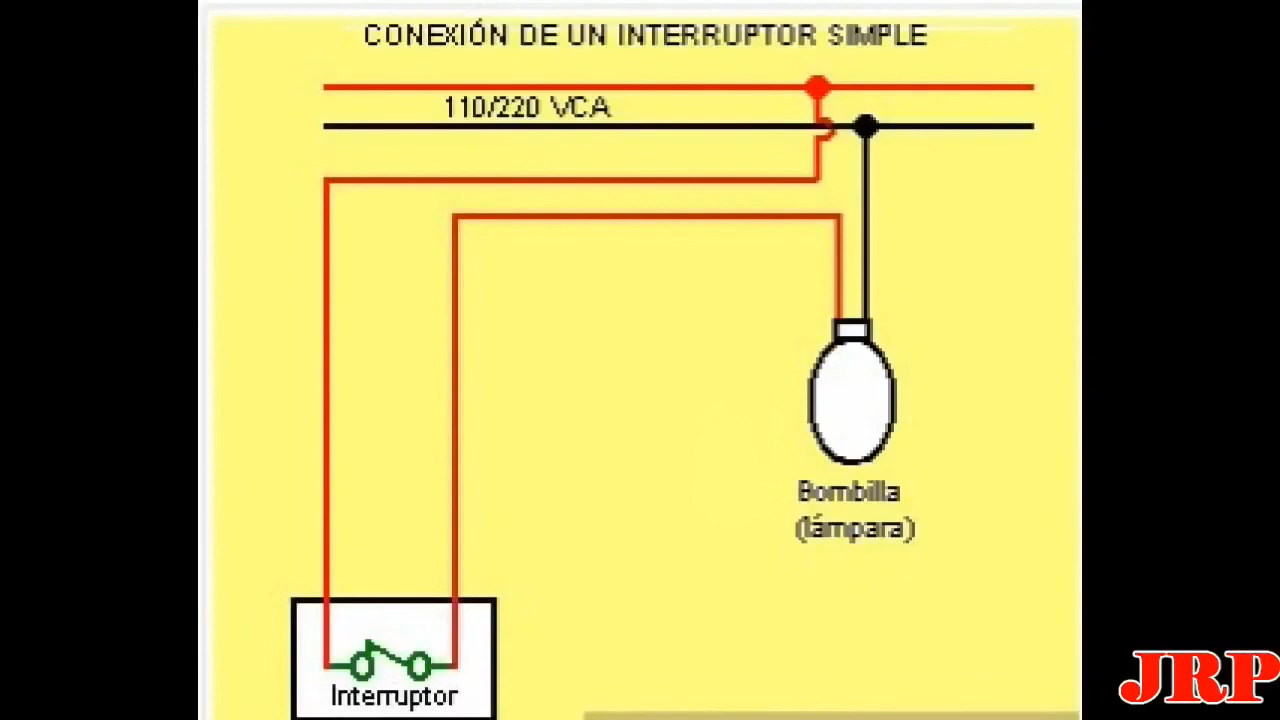 CONEXIÓN DE UN INTERRUPTOR SIMPLE
110/220 VCA
Bombilla
(lámpara)
Interruptor
JRP